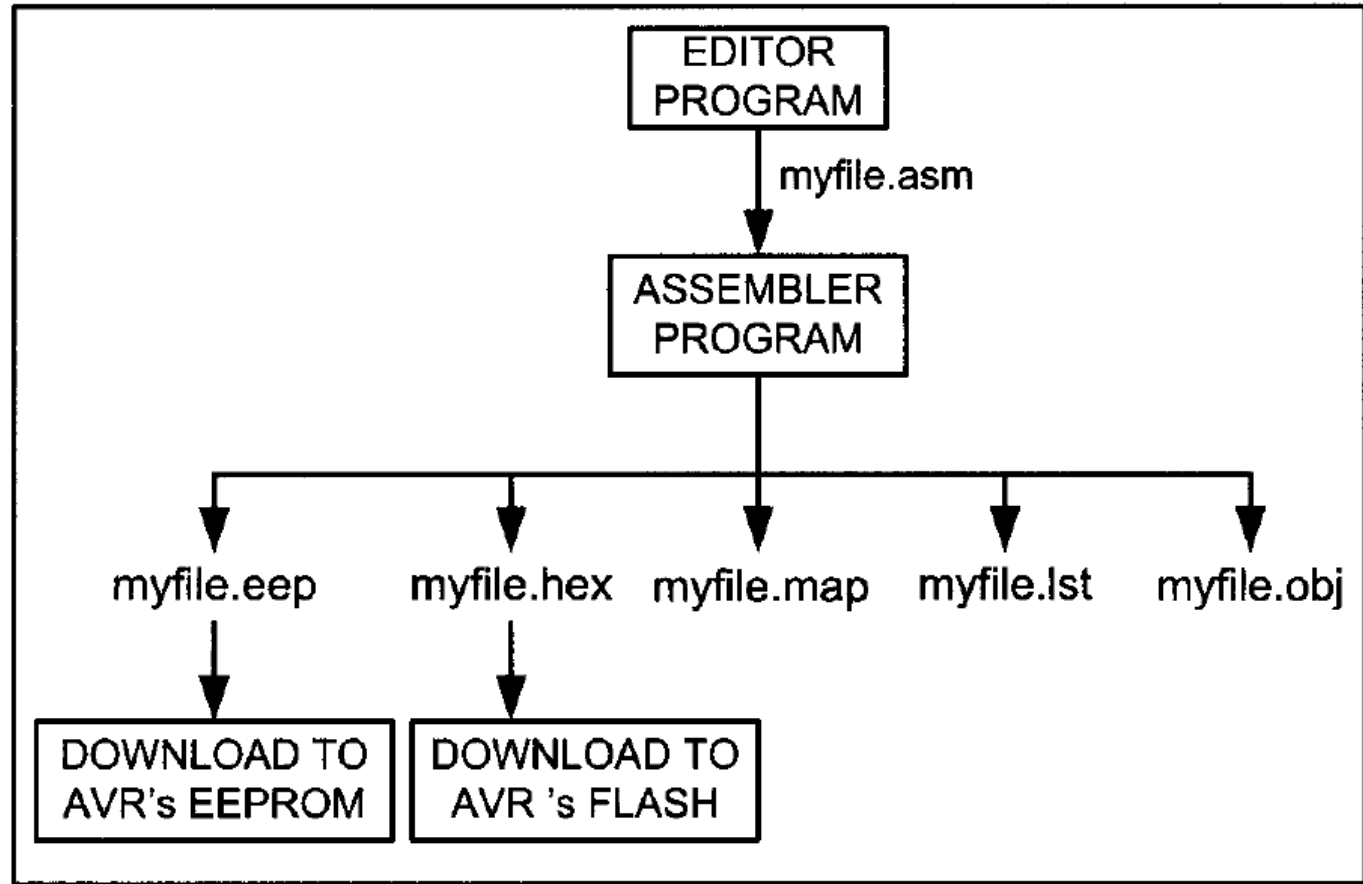 EDITOR
PROGRAM
myfile.asm
ASSEMBLER
PROGRAM
myfile.eep
myfile.hex
myfile.map
myfile.lst
myfile.obj
DOWNLOAD TO
AVR's EEPROM
DOWNLOAD TO
AVR 's FLASH